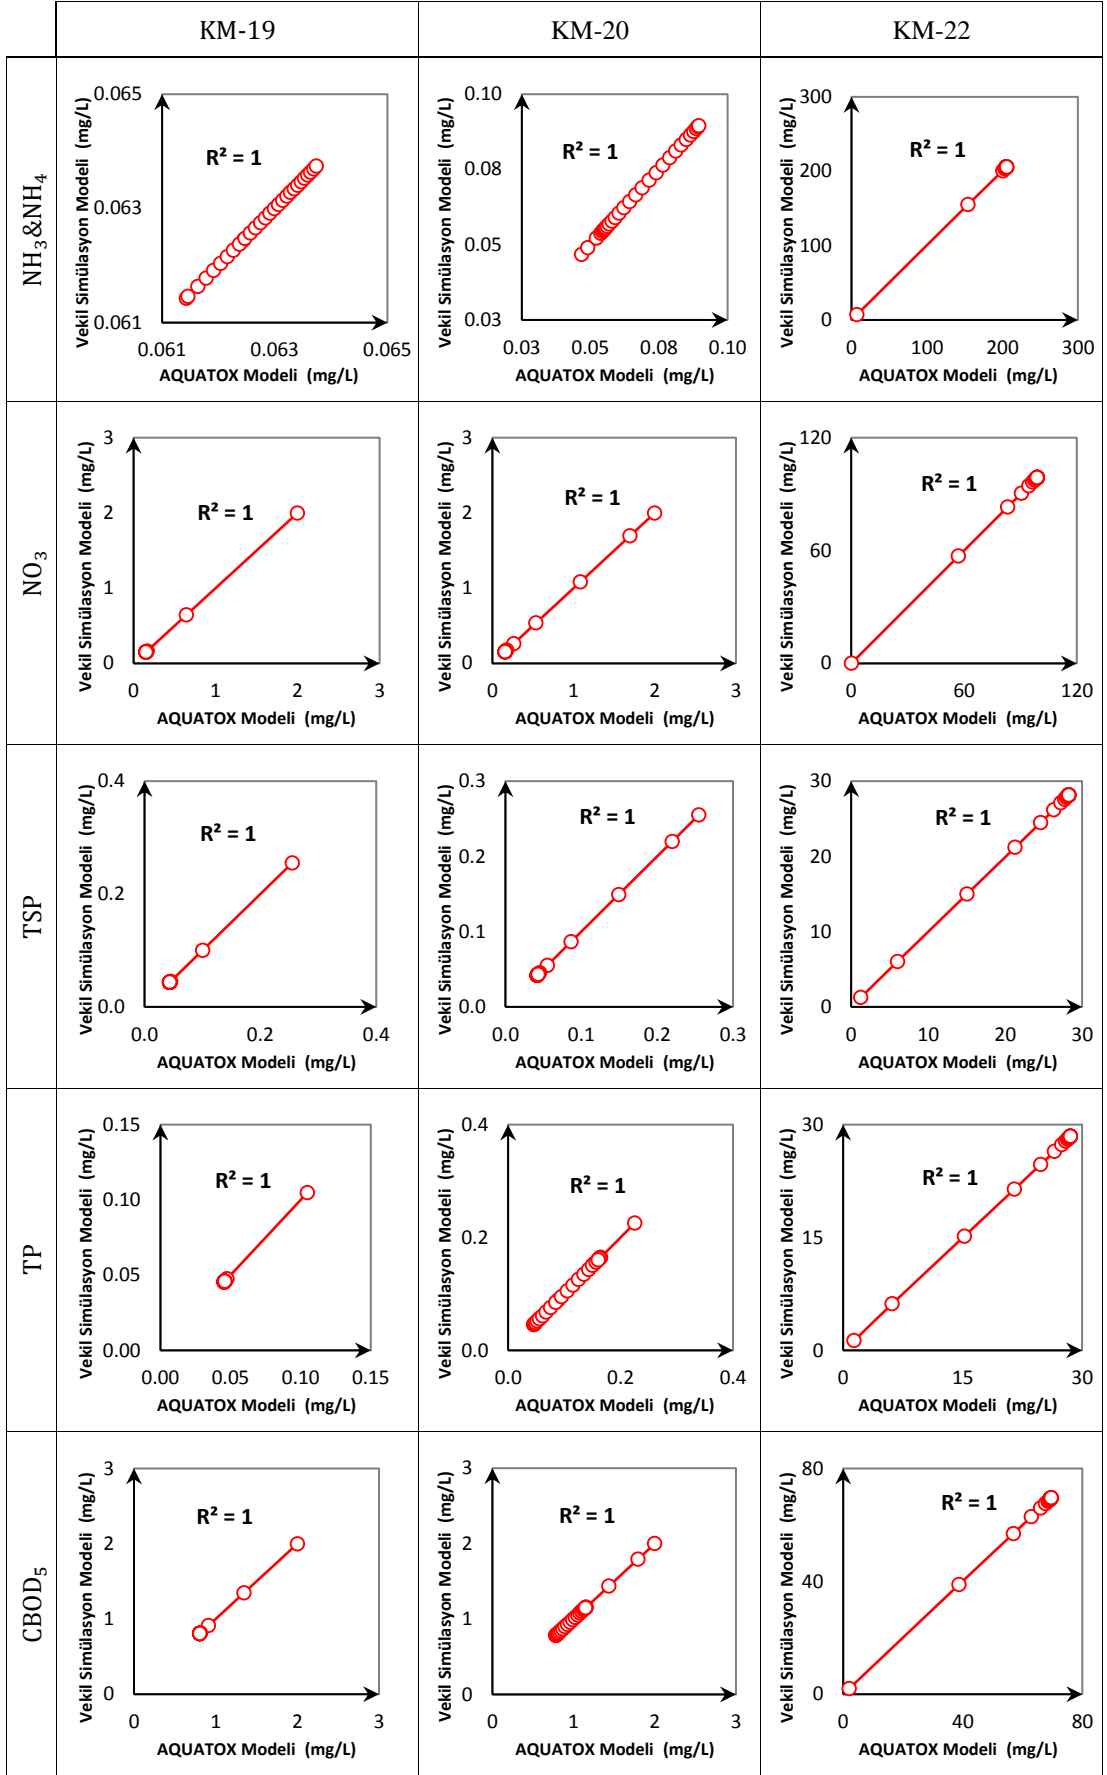 KM-19 KM-20 KM-22
NH₃&NH₄
Vekil Simülasyon Modeli (mg/L)
0.065
0.063
0.061
R² = 1
0.061 0.063 0.065
AQUATOX Modeli (mg/L)
Vekil Simülasyon Modeli (mg/L)
0.10
0.08
0.05
0.03
R² = 1
0.03 0.05 0.08 0.10
AQUATOX Modeli (mg/L)
Vekil Simülasyon Modeli (mg/L)
300
200
100
0
R² = 1
0 100 200 300
AQUATOX Modeli (mg/L)
NO₃
Vekil Simülasyon Modeli (mg/L)
3
2
1
0
R² = 1
0 1 2 3
AQUATOX Modeli (mg/L)
Vekil Simülasyon Modeli (mg/L)
3
2
1
0
R² = 1
0 1 2 3
AQUATOX Modeli (mg/L)
Vekil Simülasyon Modeli (mg/L)
120
60
0
R² = 1
0 60 120
AQUATOX Modeli (mg/L)
TSP
Vekil Simülasyon Modeli (mg/L)
0.4
0.2
0.0
R² = 1
0.0 0.2 0.4
AQUATOX Modeli (mg/L)
Vekil Simülasyon Modeli (mg/L)
0.3
0.2
0.1
0.0
R² = 1
0.0 0.1 0.2 0.3
AQUATOX Modeli (mg/L)
Vekil Simülasyon Modeli (mg/L)
30
20
10
0
R² = 1
0 10 20 30
AQUATOX Modeli (mg/L)
TP
Vekil Simülasyon Modeli (mg/L)
0.15
0.10
0.05
0.00
R² = 1
0.00 0.05 0.10 0.15
AQUATOX Modeli (mg/L)
Vekil Simülasyon Modeli (mg/L)
0.4
0.2
0.0
R² = 1
0.0 0.2 0.4
AQUATOX Modeli (mg/L)
Vekil Simülasyon Modeli (mg/L)
30
15
0
R² = 1
0 15 30
AQUATOX Modeli (mg/L)
CBOD₅
Vekil Simülasyon Modeli (mg/L)
3
2
1
0
R² = 1
0 1 2 3
AQUATOX Modeli (mg/L)
Vekil Simülasyon Modeli (mg/L)
3
2
1
0
R² = 1
0 1 2 3
AQUATOX Modeli (mg/L)
Vekil Simülasyon Modeli (mg/L)
80
40
0
R² = 1
0 40 80
AQUATOX Modeli (mg/L)